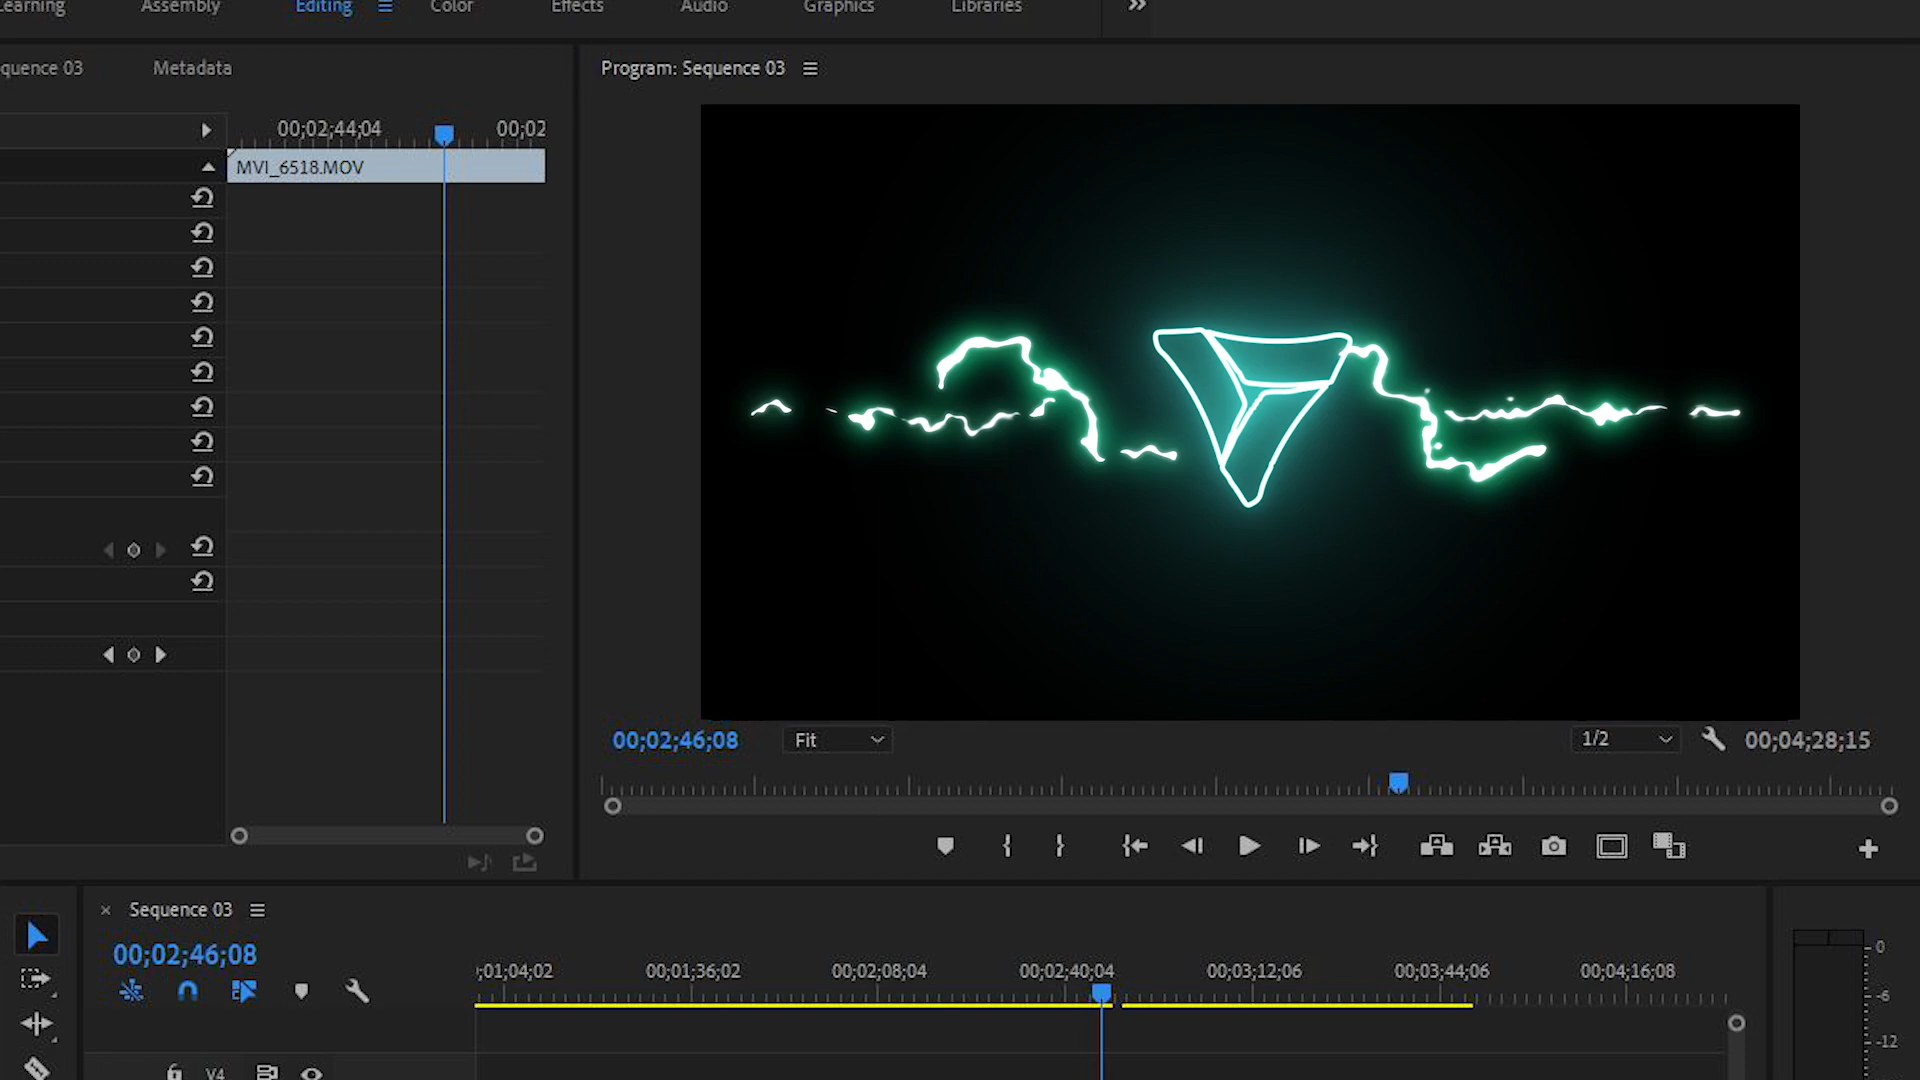 earning Assembly Editing Color Effects Audio Graphics Libraries
quence 03 Metadata
Program: Sequence 03
00;02;44;04 00;02
MVI_6518.MOV
00;02;46;08 Fit 1/2 00;04;28;15
Sequence 03
00;02;46;08
;01;04;02 00;01;36;02 00;02;08;04 00;02;40;04 00;03;12;06 00;03;44;06 00;04;16;08
0
-6
-12
V4